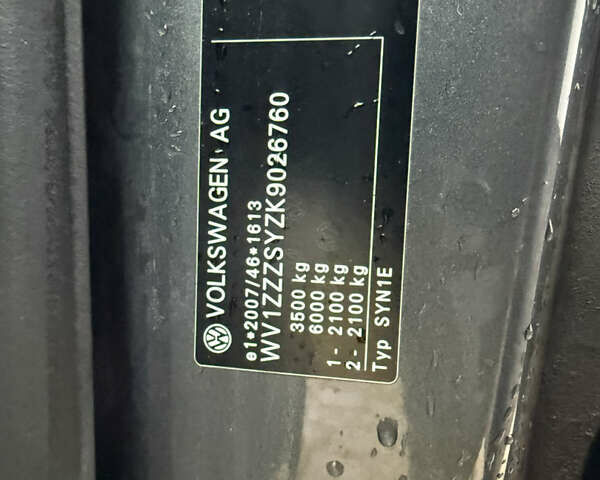 VOLKSWAGEN AG
e1*2007/46*1613
WV1ZZZSYZK9026760
3500 kg
6000 kg
1- 2100 kg
2- 2100 kg
Typ SYN1E